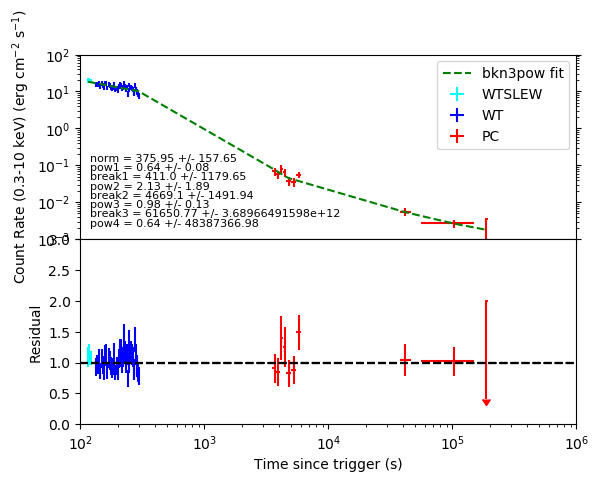 Count Rate (0.3-10 keV) (erg cm⁻² s⁻¹)
10²
10¹
10⁰
10⁻¹
10⁻²
10⁻³
bkn3pow fit
WTSLEW
WT
PC
norm = 375.95 +/- 157.65
pow1 = 0.64 +/- 0.08
break1 = 411.0 +/- 1179.65
pow2 = 2.13 +/- 1.89
break2 = 4669.1 +/- 1491.94
pow3 = 0.98 +/- 0.13
break3 = 61650.77 +/- 3.68966491598e+12
pow4 = 0.64 +/- 48387366.98
Residual
3.0
2.5
2.0
1.5
1.0
0.5
0.0
10² 10³ 10⁴ 10⁵ 10⁶
Time since trigger (s)